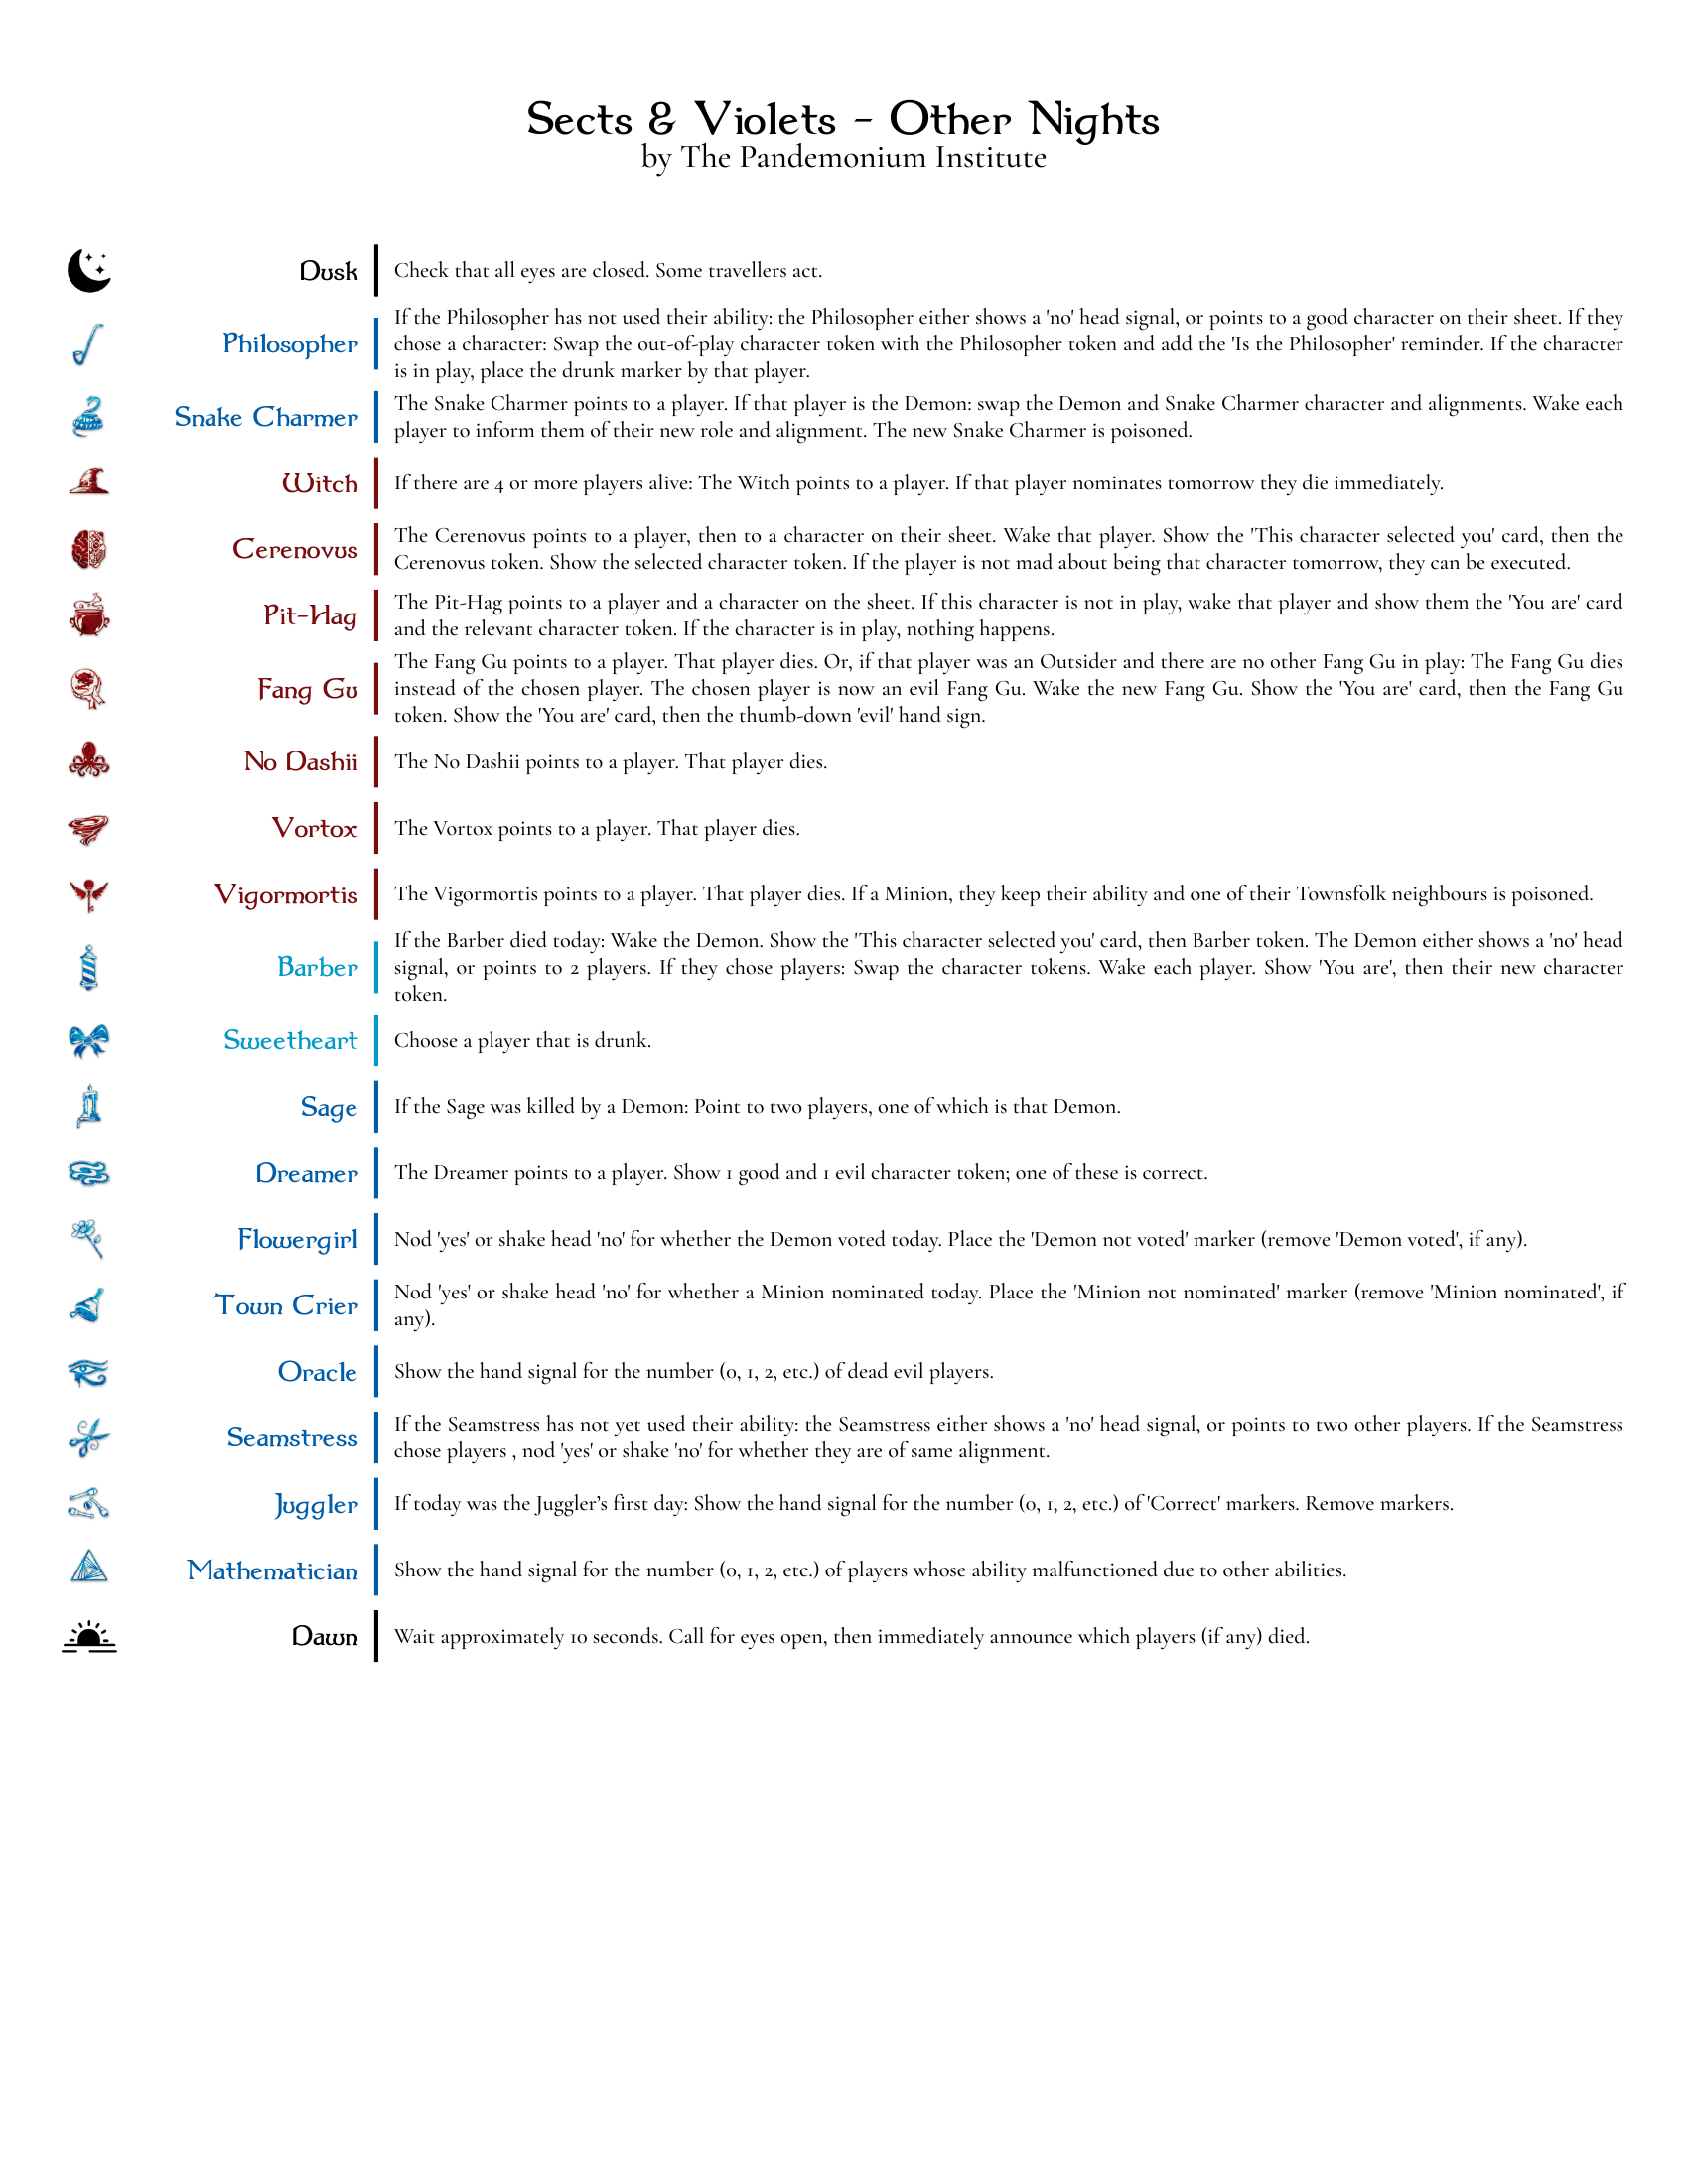 Sects & Violets - Other Nights
by The Pandemonium Institute
Dusk
Check that all eyes are closed. Some travellers act.
Philosopher
If the Philosopher has not used their ability: the Philosopher either shows a 'no' head signal, or points to a good character on their sheet. If they
chose a character: Swap the out-of-play character token with the Philosopher token and add the 'Is the Philosopher' reminder. If the character
is in play, place the drunk marker by that player.
Snake Charmer
The Snake Charmer points to a player. If that player is the Demon: swap the Demon and Snake Charmer character and alignments. Wake each
player to inform them of their new role and alignment. The new Snake Charmer is poisoned.
Witch
If there are 4 or more players alive: The Witch points to a player. If that player nominates tomorrow they die immediately.
Cerenovus
The Cerenovus points to a player, then to a character on their sheet. Wake that player. Show the 'This character selected you' card, then the
Cerenovus token. Show the selected character token. If the player is not mad about being that character tomorrow, they can be executed.
Pit-Hag
The Pit-Hag points to a player and a character on the sheet. If this character is not in play, wake that player and show them the 'You are' card
and the relevant character token. If the character is in play, nothing happens.
Fang Gu
The Fang Gu points to a player. That player dies. Or, if that player was an Outsider and there are no other Fang Gu in play: The Fang Gu dies
instead of the chosen player. The chosen player is now an evil Fang Gu. Wake the new Fang Gu. Show the 'You are' card, then the Fang Gu
token. Show the 'You are' card, then the thumb-down 'evil' hand sign.
No Dashii
The No Dashii points to a player. That player dies.
Vortox
The Vortox points to a player. That player dies.
Vigormortis
The Vigormortis points to a player. That player dies. If a Minion, they keep their ability and one of their Townsfolk neighbours is poisoned.
Barber
If the Barber died today: Wake the Demon. Show the 'This character selected you' card, then Barber token. The Demon either shows a 'no' head
signal, or points to 2 players. If they chose players: Swap the character tokens. Wake each player. Show 'You are', then their new character
token.
Sweetheart
Choose a player that is drunk.
Sage
If the Sage was killed by a Demon: Point to two players, one of which is that Demon.
Dreamer
The Dreamer points to a player. Show 1 good and 1 evil character token; one of these is correct.
Flowergirl
Nod 'yes' or shake head 'no' for whether the Demon voted today. Place the 'Demon not voted' marker (remove 'Demon voted', if any).
Town Crier
Nod 'yes' or shake head 'no' for whether a Minion nominated today. Place the 'Minion not nominated' marker (remove 'Minion nominated', if
any).
Oracle
Show the hand signal for the number (0, 1, 2, etc.) of dead evil players.
Seamstress
If the Seamstress has not yet used their ability: the Seamstress either shows a 'no' head signal, or points to two other players. If the Seamstress
chose players , nod 'yes' or shake 'no' for whether they are of same alignment.
Juggler
If today was the Juggler’s first day: Show the hand signal for the number (0, 1, 2, etc.) of 'Correct' markers. Remove markers.
Mathematician
Show the hand signal for the number (0, 1, 2, etc.) of players whose ability malfunctioned due to other abilities.
Dawn
Wait approximately 10 seconds. Call for eyes open, then immediately announce which players (if any) died.